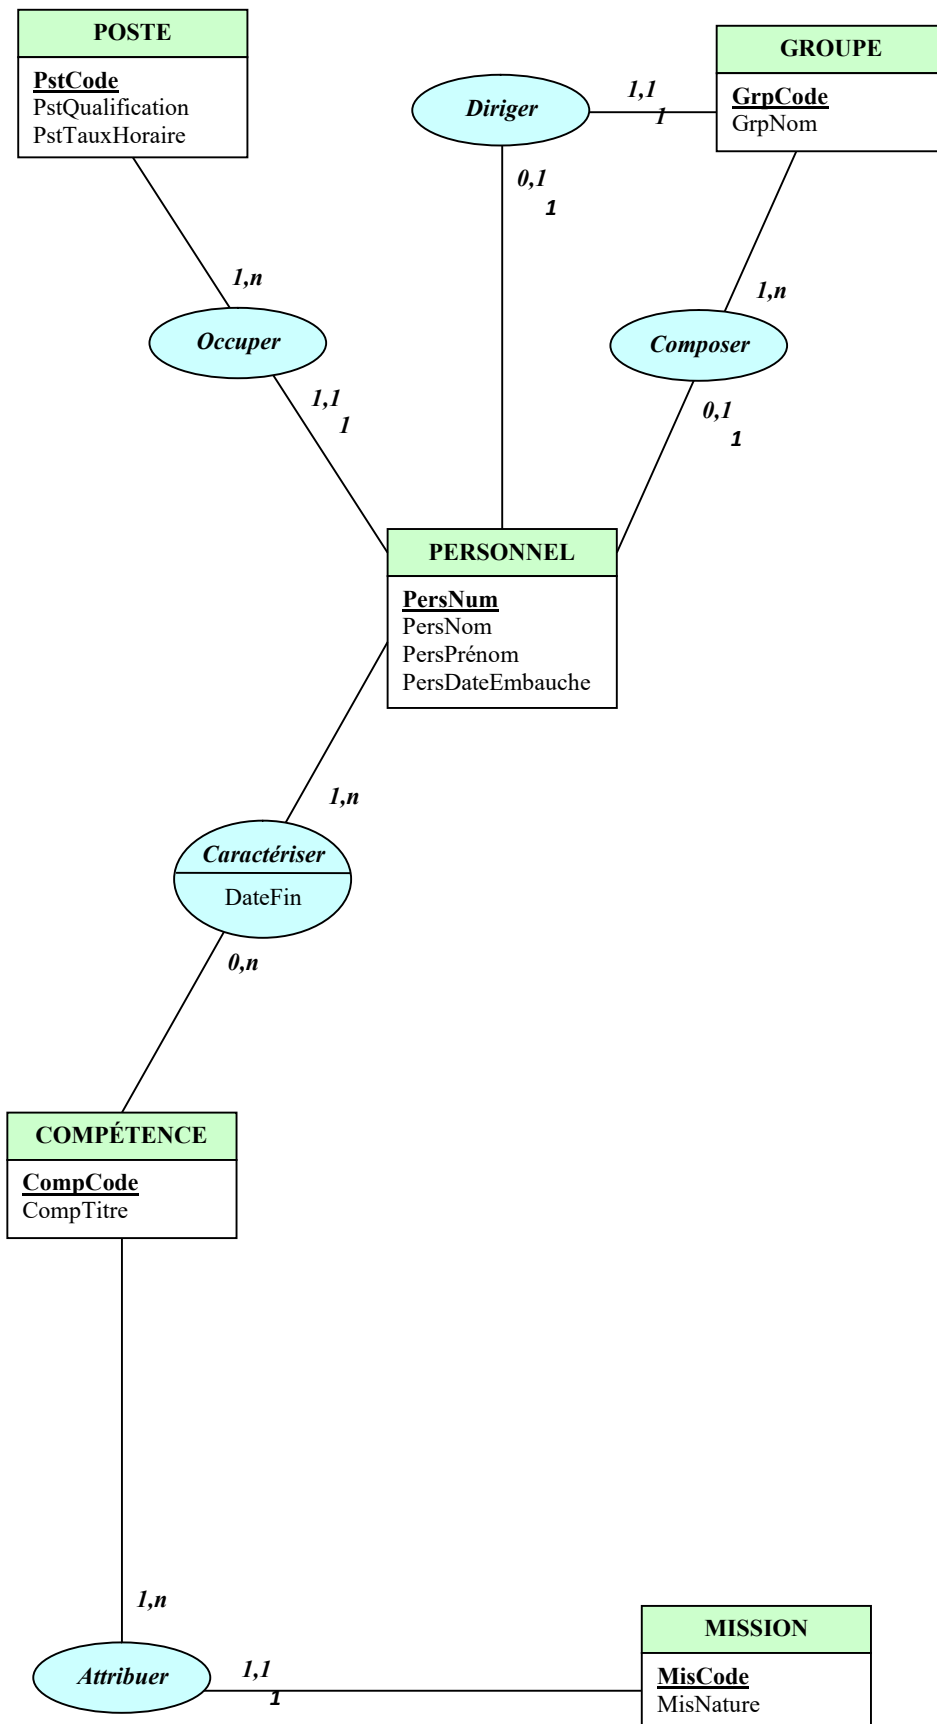 POSTE
PstCode
PstQualification
PstTauxHoraire
GROUPE
GrpCode
GrpNom
Diriger
1,1
1
0,1
1
1,n
Occuper
1,1
1
1,n
Composer
0,1
1
PERSONNEL
PersNum
PersNom
PersPrénom
PersDateEmbauche
1,n
Caractériser
DateFin
0,n
COMPÉTENCE
CompCode
CompTitre
1,n
Attribuer
1,1
1
MISSION
MisCode
MisNature